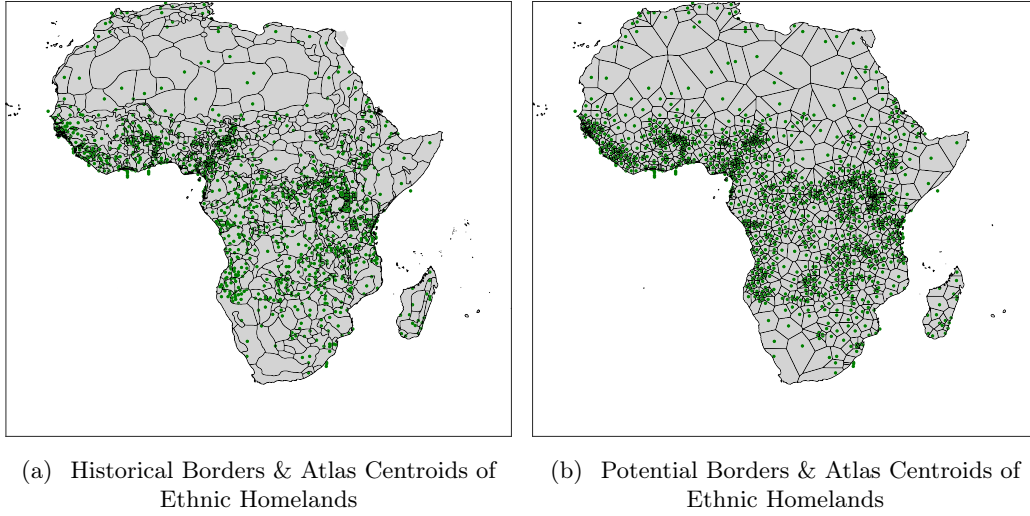 (a) Historical Borders & Atlas Centroids of
Ethnic Homelands
(b) Potential Borders & Atlas Centroids of
Ethnic Homelands